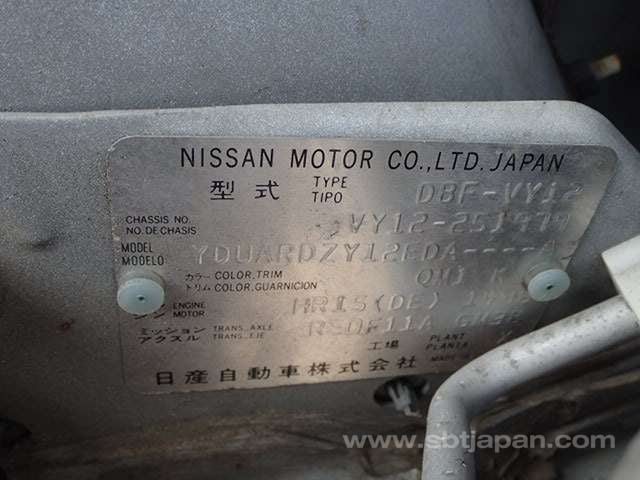 NISSAN MOTOR CO.,LTD. JAPAN
型式 TYPE TIPO DBF-VY12
CHASSIS NO. NO. DE CHASIS VY12-251979
MODEL MODELO YDUARDZY12EDA-----
カラー COLOR, TRIM
トリム COLOR, GUARNICION
ENGINE MOTOR HR15(DE)
ミッション TRANS., AXLE
アクスル TRANS., EJE
工場 PLANT PLANTA
日産自動車株式会社 MADE
www.sbtjapan.com